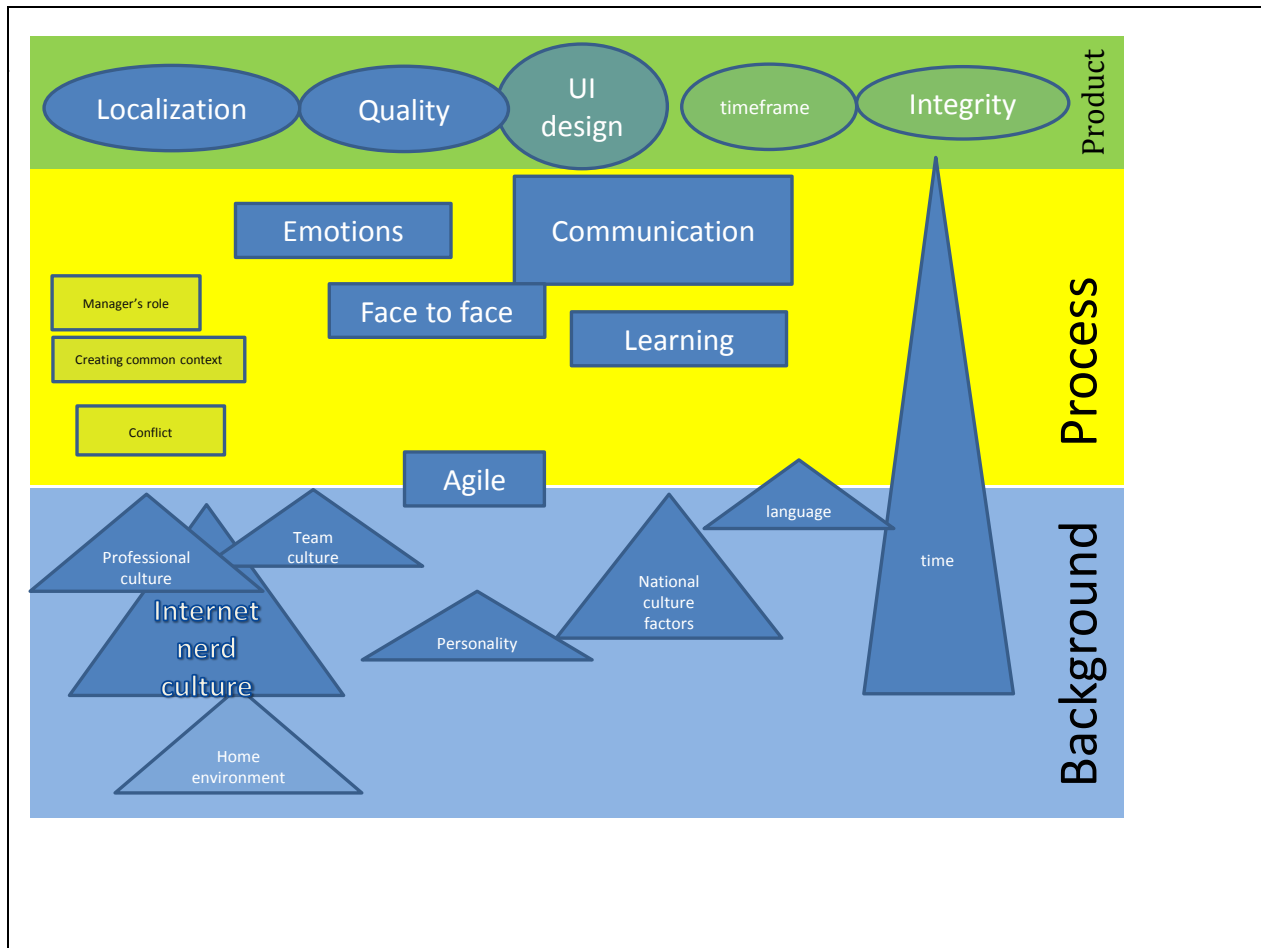 Localization
Quality
UI
design
timeframe
Integrity
Product
Emotions
Communication
Manager's role
Face to face
Creating common context
Learning
Conflict
Process
Agile
Professional
culture
Team
culture
language
Internet
nerd
culture
Personality
National
culture
factors
time
Background
Home
environment